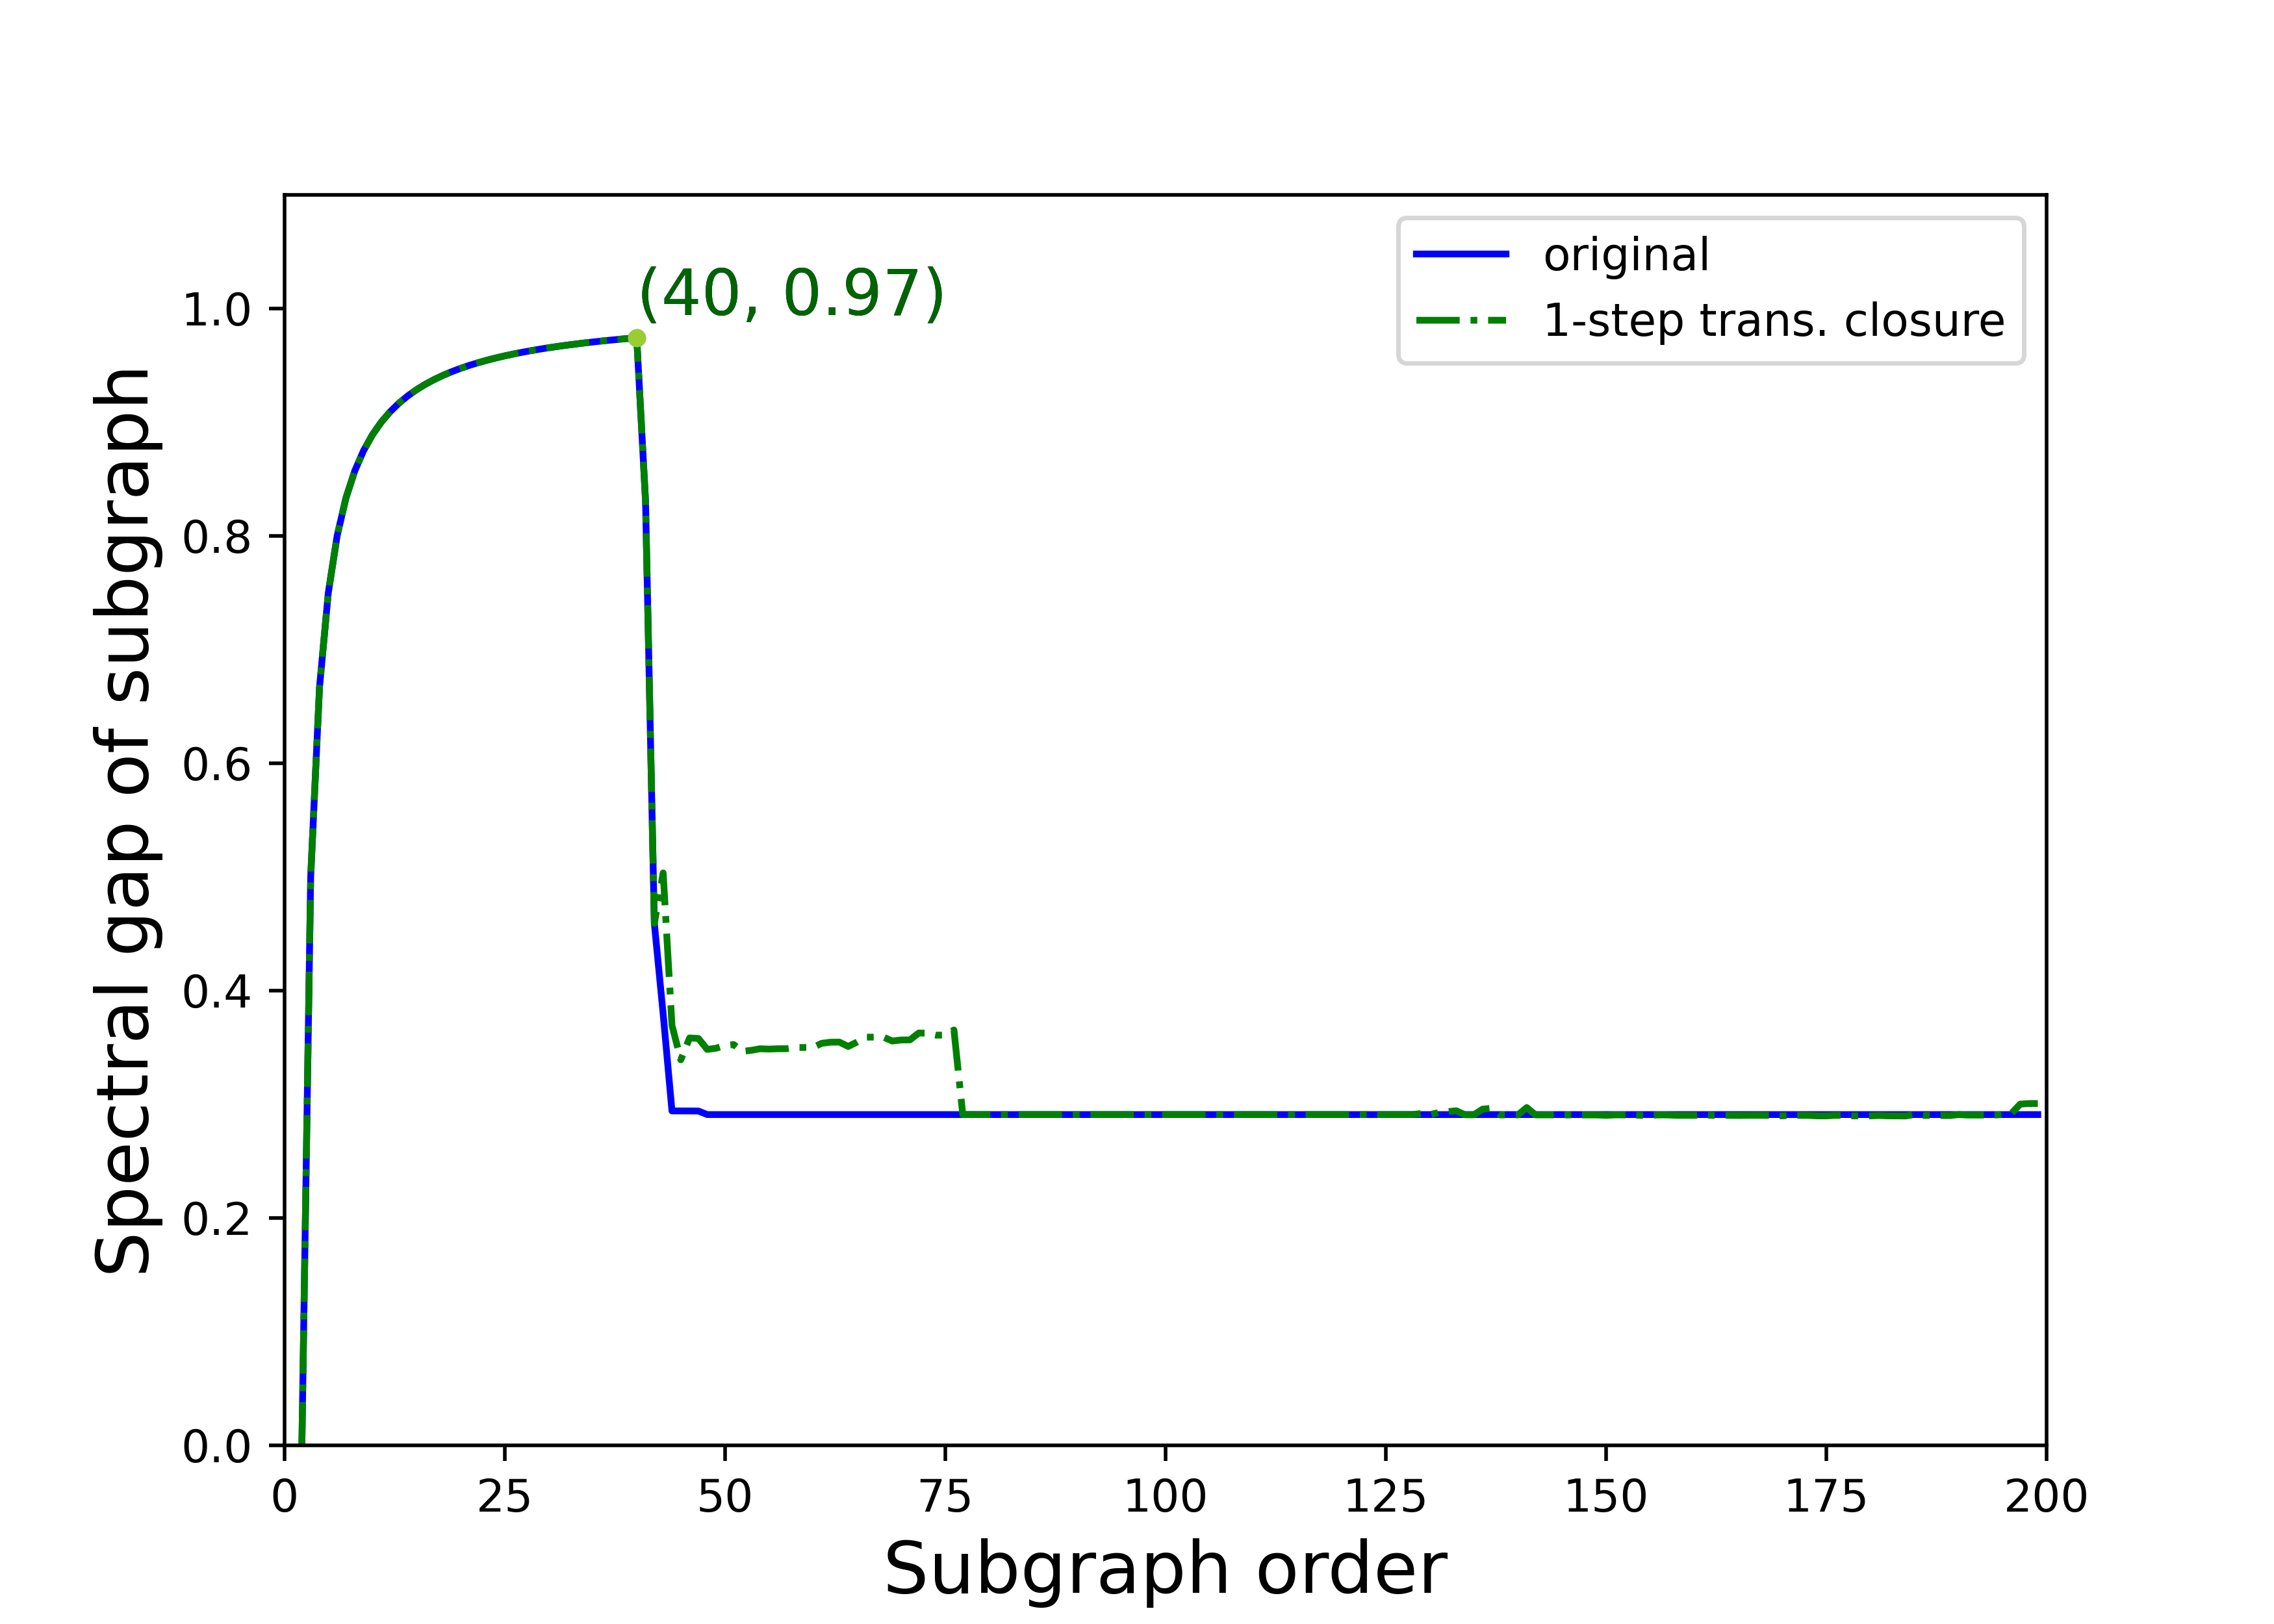 (40, 0.97)
original
1-step trans. closure
Spectral gap of subgraph
1.0
0.8
0.6
0.4
0.2
0.0
0 25 50 75 100 125 150 175 200
Subgraph order